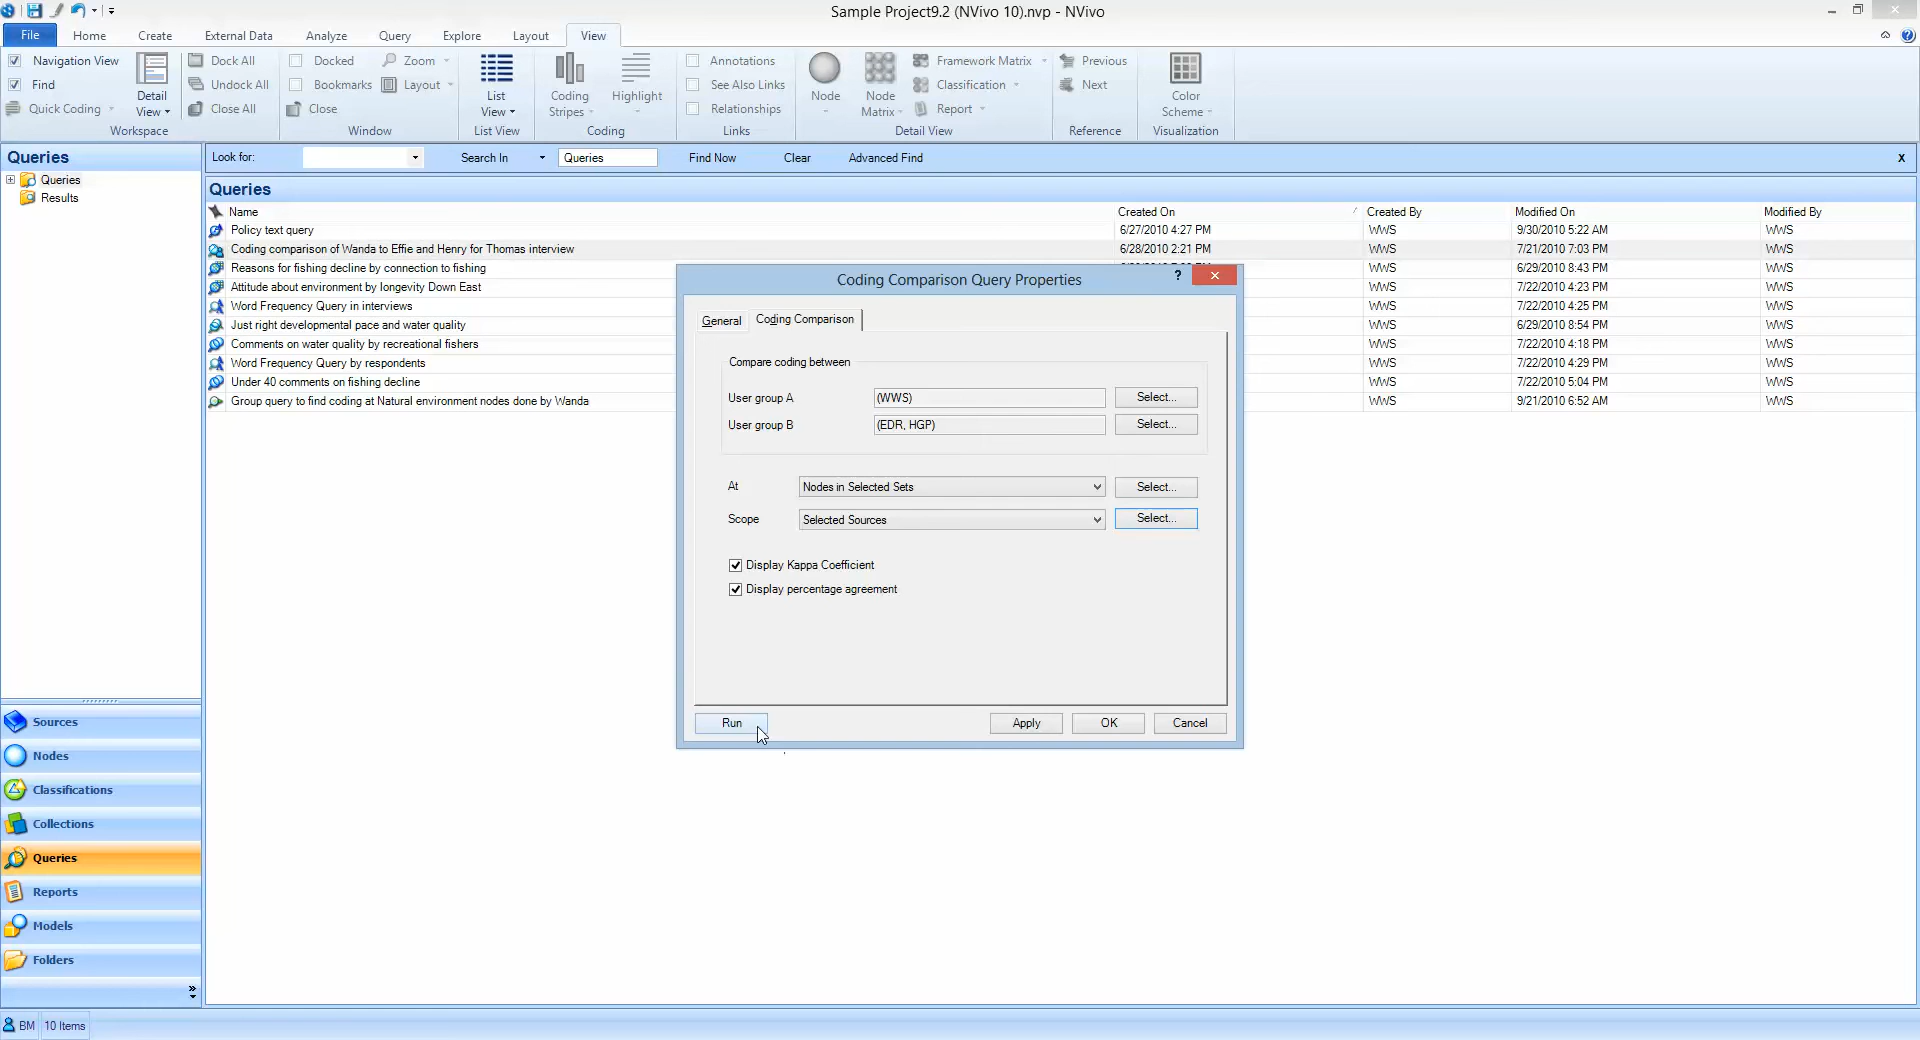 Sample Project9.2 (NVivo 10).nvp - NVivo
File Home Create External Data Analyze Query Explore Layout View
Navigation View Dock All Docked Zoom Annotations Framework Matrix Previous
Find Undock All Bookmarks Layout See Also Links Classification Next
Quick Coding Close All Close Relationships Report
Detail View List View Coding Stripes Highlight Node Node Matrix Color Scheme
Workspace Window List View Coding Links Detail View Reference Visualization
Queries
Look for: Search In Queries Find Now Clear Advanced Find x
Queries
Results
Queries
Name Created On Created By Modified On Modified By
Policy text query 6/27/2010 4:27 PM WWS 9/30/2010 5:22 AM WWS
Coding comparison of Wanda to Effie and Henry for Thomas interview 6/28/2010 2:21 PM WWS 7/21/2010 7:03 PM WWS
Reasons for fishing decline by connection to fishing WWS 6/29/2010 8:43 PM WWS
Attitude about environment by longevity Down East WWS 7/22/2010 4:23 PM WWS
Word Frequency Query in interviews WWS 7/22/2010 4:25 PM WWS
Just right developmental pace and water quality WWS 6/29/2010 8:54 PM WWS
Comments on water quality by recreational fishers WWS 7/22/2010 4:18 PM WWS
Word Frequency Query by respondents WWS 7/22/2010 4:29 PM WWS
Under 40 comments on fishing decline WWS 7/22/2010 5:04 PM WWS
Group query to find coding at Natural environment nodes done by Wanda WWS 9/21/2010 6:52 AM WWS
Coding Comparison Query Properties ?
General Coding Comparison
Compare coding between
User group A (WWS) Select...
User group B (EDR, HGP) Select...
At Nodes in Selected Sets Select...
Scope Selected Sources Select...
Display Kappa Coefficient
Display percentage agreement
Run Apply OK Cancel
Sources
Nodes
Classifications
Collections
Queries
Reports
Models
Folders
BM 10 Items